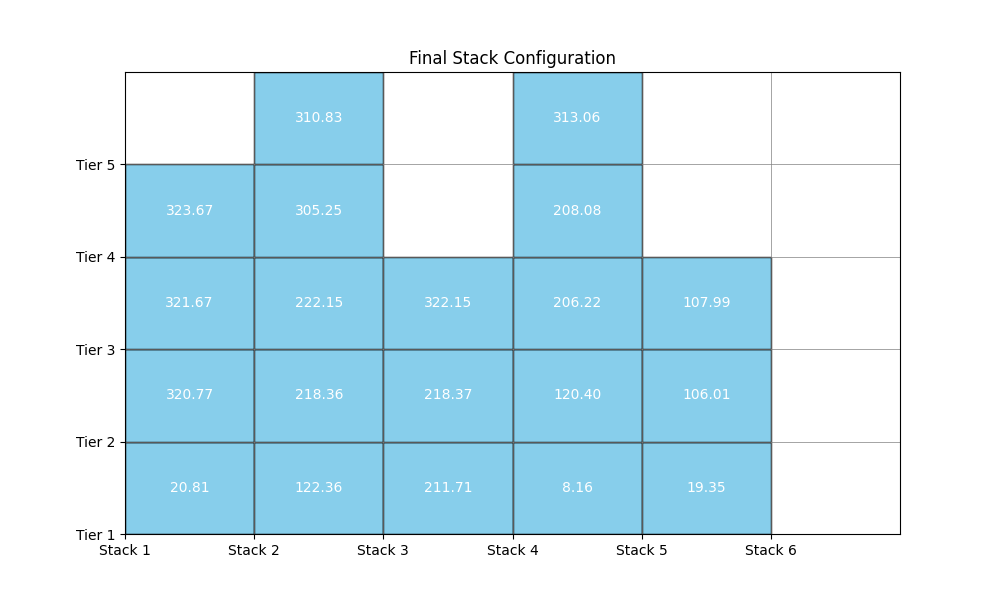 Final Stack Configuration
310.83 313.06
Tier 5
323.67 305.25 208.08
Tier 4
321.67 222.15 322.15 206.22 107.99
Tier 3
320.77 218.36 218.37 120.40 106.01
Tier 2
20.81 122.36 211.71 8.16 19.35
Tier 1
Stack 1 Stack 2 Stack 3 Stack 4 Stack 5 Stack 6